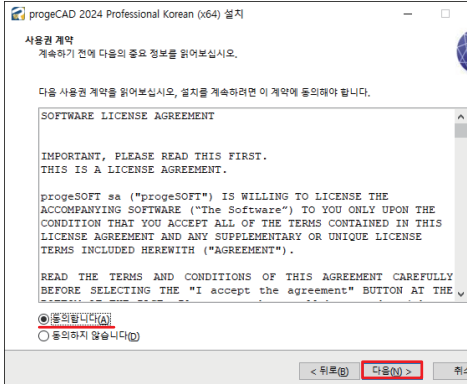 progeCAD 2024 Professional Korean (x64) 설치
사용권 계약
계속하기 전에 다음의 중요 정보를 읽어보십시오.
다음 사용권 계약을 읽어보십시오, 설치를 계속하려면 이 계약에 동의해야 합니다.
SOFTWARE LICENSE AGREEMENT
IMPORTANT, PLEASE READ THIS FIRST.
THIS IS A LICENSE AGREEMENT.
progeSOFT sa ("progeSOFT") IS WILLING TO LICENSE THE
ACCOMPANYING SOFTWARE (“The Software”) TO YOU ONLY UPON THE
CONDITION THAT YOU ACCEPT ALL OF THE TERMS CONTAINED IN THIS
LICENSE AGREEMENT AND ANY SUPPLEMENTARY OR UNIQUE LICENSE
TERMS INCLUDED HEREWITH ("AGREEMENT").
READ THE TERMS AND CONDITIONS OF THIS AGREEMENT CAREFULLY
BEFORE SELECTING THE "I accept the agreement" BUTTON AT THE
동의합니다(A)
동의하지 않습니다(D)
< 뒤로(B) 다음(N) >